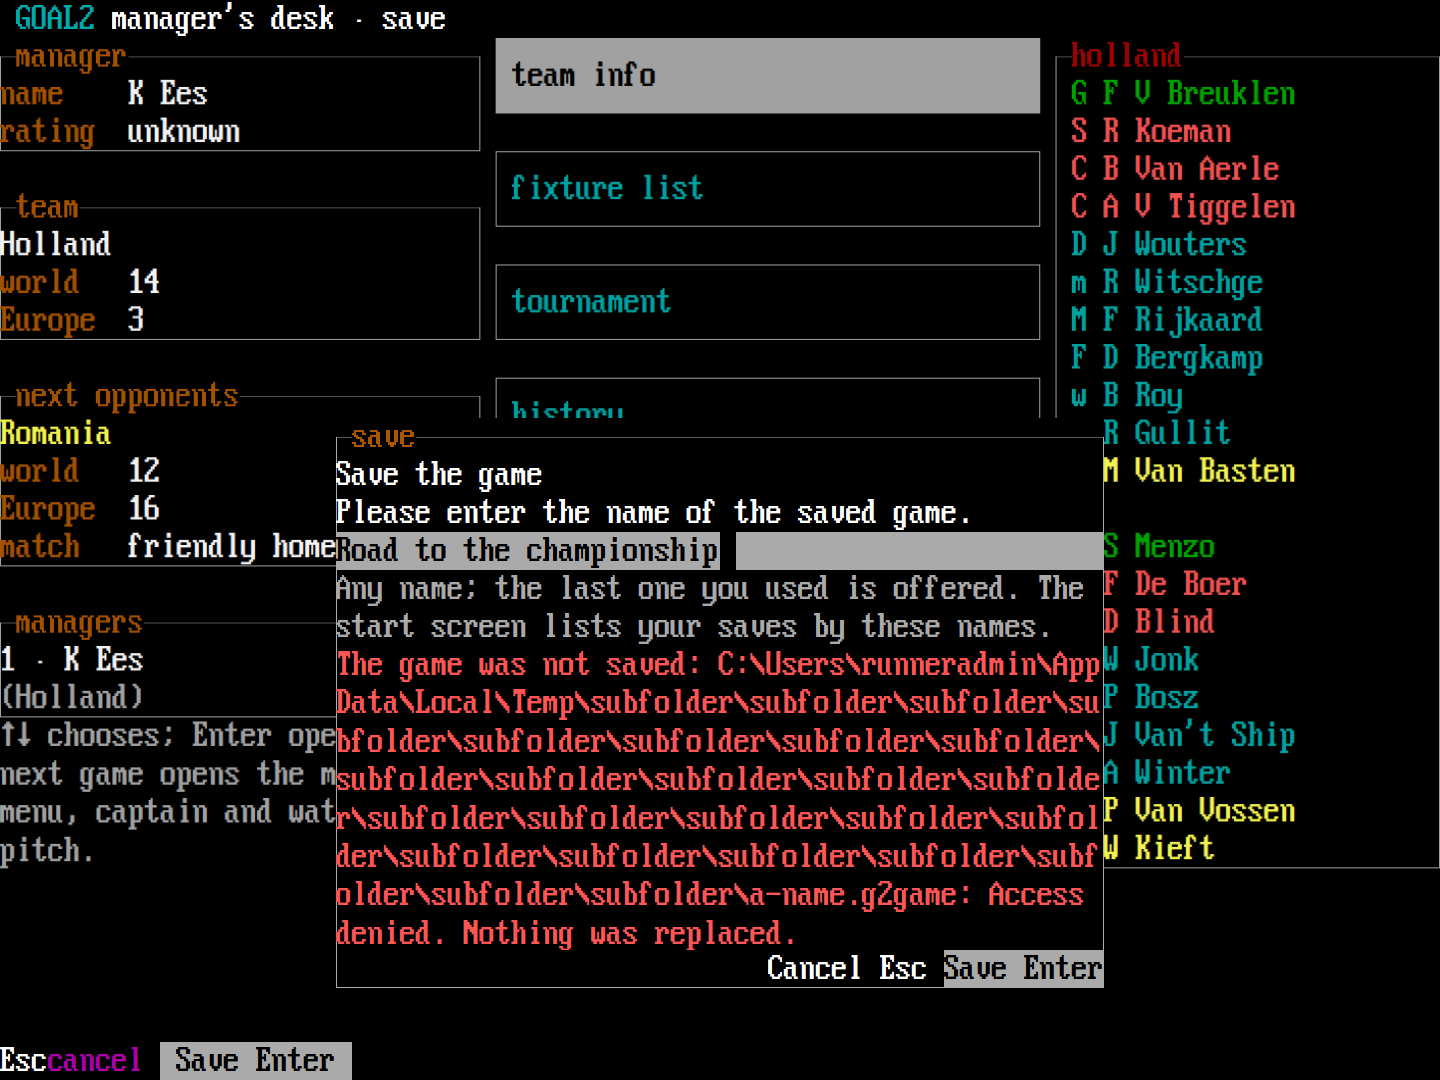 GOAL2 manager's desk · save
manager
name K Ees
rating unknown
team
Holland
world 14
Europe 3
next opponents
Romania
world 12
Europe 16
match friendly home
managers
1 · K Ees
(Holland)
↑↓ chooses; Enter ope
next game opens the m
menu, captain and wat
pitch.
team info
fixture list
tournament
history
holland
G F V Breuklen
S R Koeman
C B Van Aerle
C A V Tiggelen
D J Wouters
m R Witschge
M F Rijkaard
F D Bergkamp
w B Roy
R Gullit
M Van Basten
S Menzo
F De Boer
D Blind
W Jonk
P Bosz
J Van't Ship
A Winter
P Van Vossen
W Kieft
save
Save the game
Please enter the name of the saved game.
Road to the championship
Any name; the last one you used is offered. The
start screen lists your saves by these names.
The game was not saved: C:\Users\runneradmin\App
Data\Local\Temp\subfolder\subfolder\subfolder\su
bfolder\subfolder\subfolder\subfolder\subfolder\
subfolder\subfolder\subfolder\subfolder\subfolde
r\subfolder\subfolder\subfolder\subfolder\subfol
der\subfolder\subfolder\subfolder\subfolder\subf
older\subfolder\subfolder\a-name.g2game: Access
denied. Nothing was replaced.
Cancel Esc Save Enter
Esccancel Save Enter